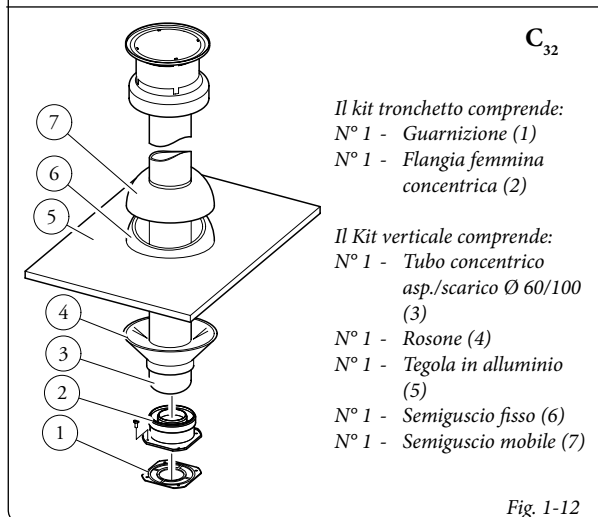 C32
Il kit tronchetto comprende:
N° 1 - Guarnizione (1)
N° 1 - Flangia femmina
concentrica (2)
Il Kit verticale comprende:
N° 1 - Tubo concentrico
asp./scarico Ø 60/100
(3)
N° 1 - Rosone (4)
N° 1 - Tegola in alluminio
(5)
N° 1 - Semiguscio fisso (6)
N° 1 - Semiguscio mobile (7)
7
6
5
4
3
2
1
Fig. 1-12